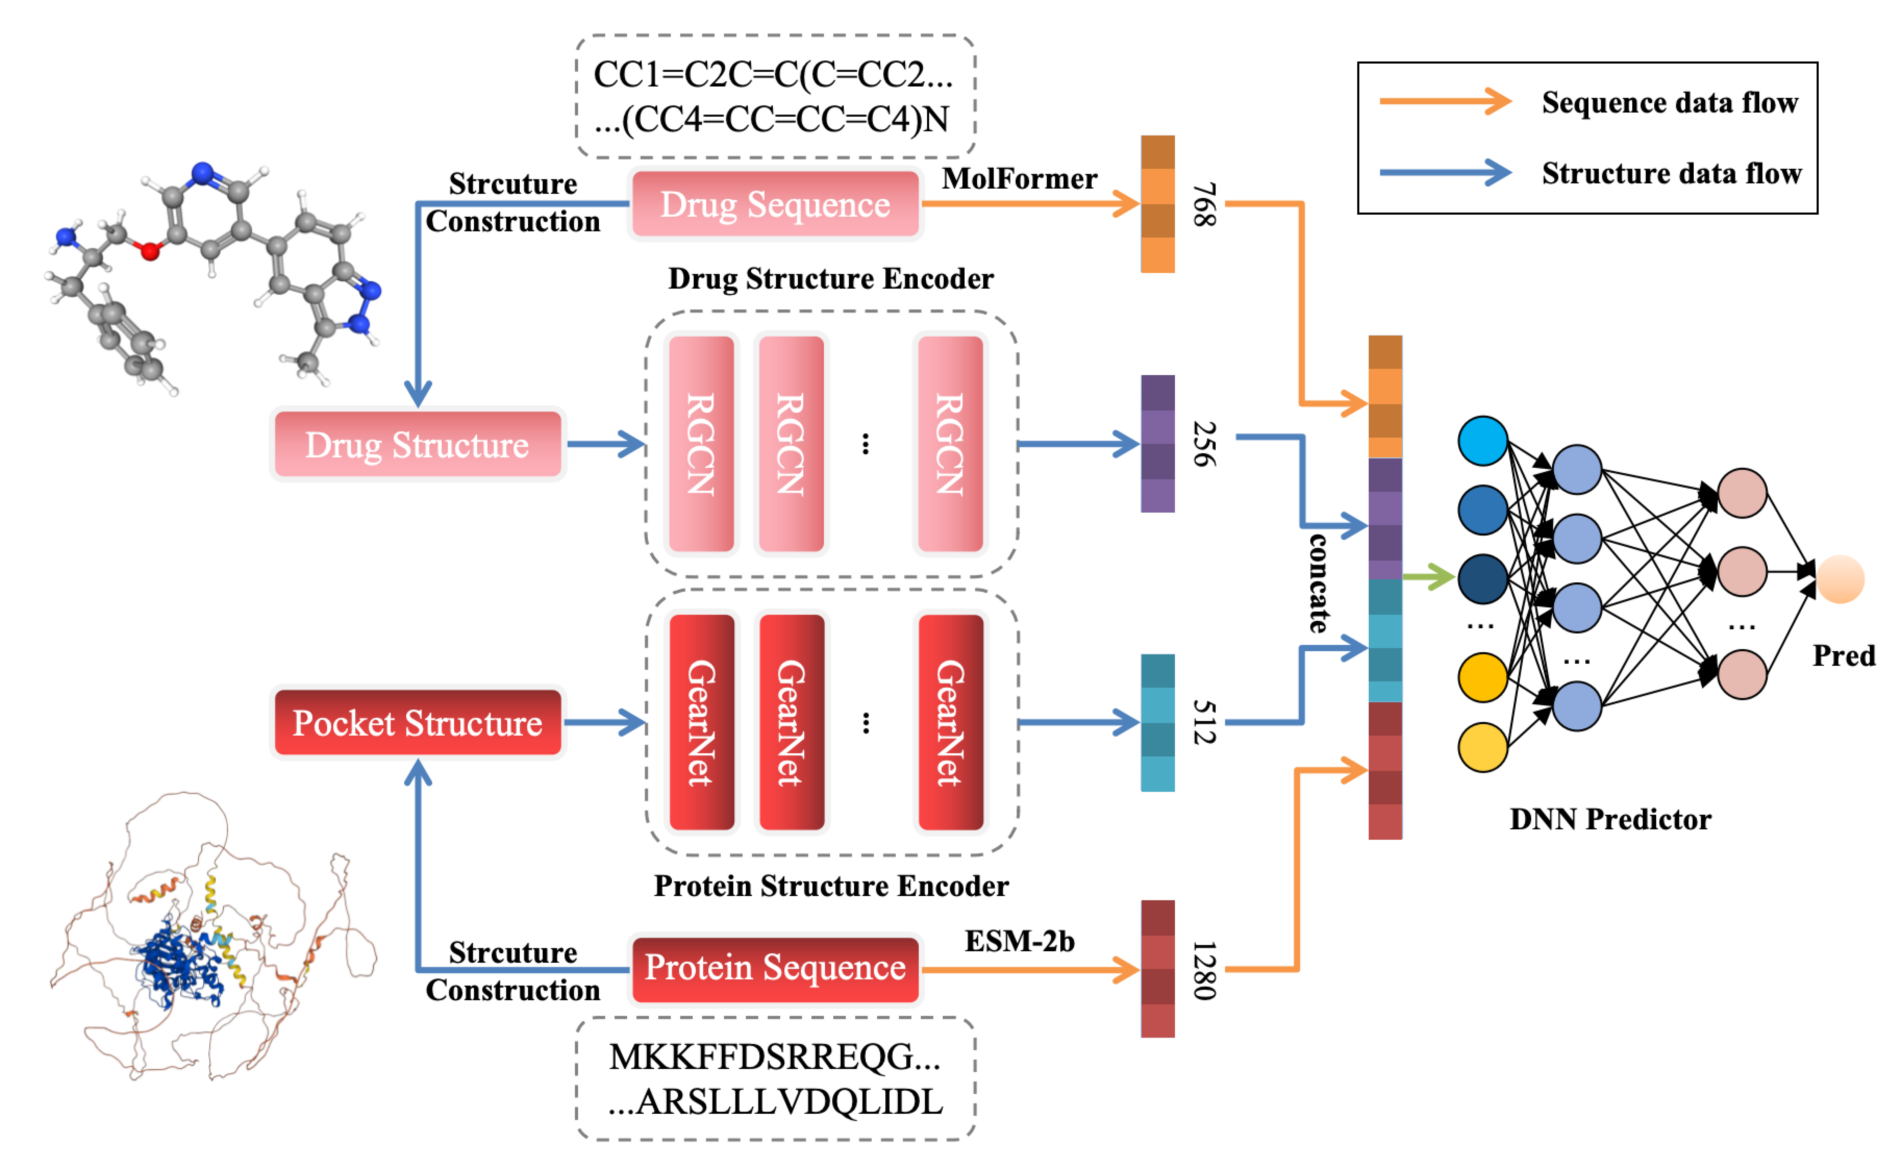 CC1=C2C=C(C=CC2...
...(CC4=CC=CC=C4)N
Sequence data flow
Structure data flow
Strcuture
Construction
Drug Sequence
MolFormer
768
Drug Structure Encoder
Drug Structure
RGCN
RGCN
...
RGCN
256
concate
Pocket Structure
GearNet
GearNet
...
GearNet
512
Protein Structure Encoder
...
...
...
Pred
DNN Predictor
Strcuture
Construction
Protein Sequence
ESM-2b
1280
MKKFFDSRREQG...
...ARSLLLVDQLIDL